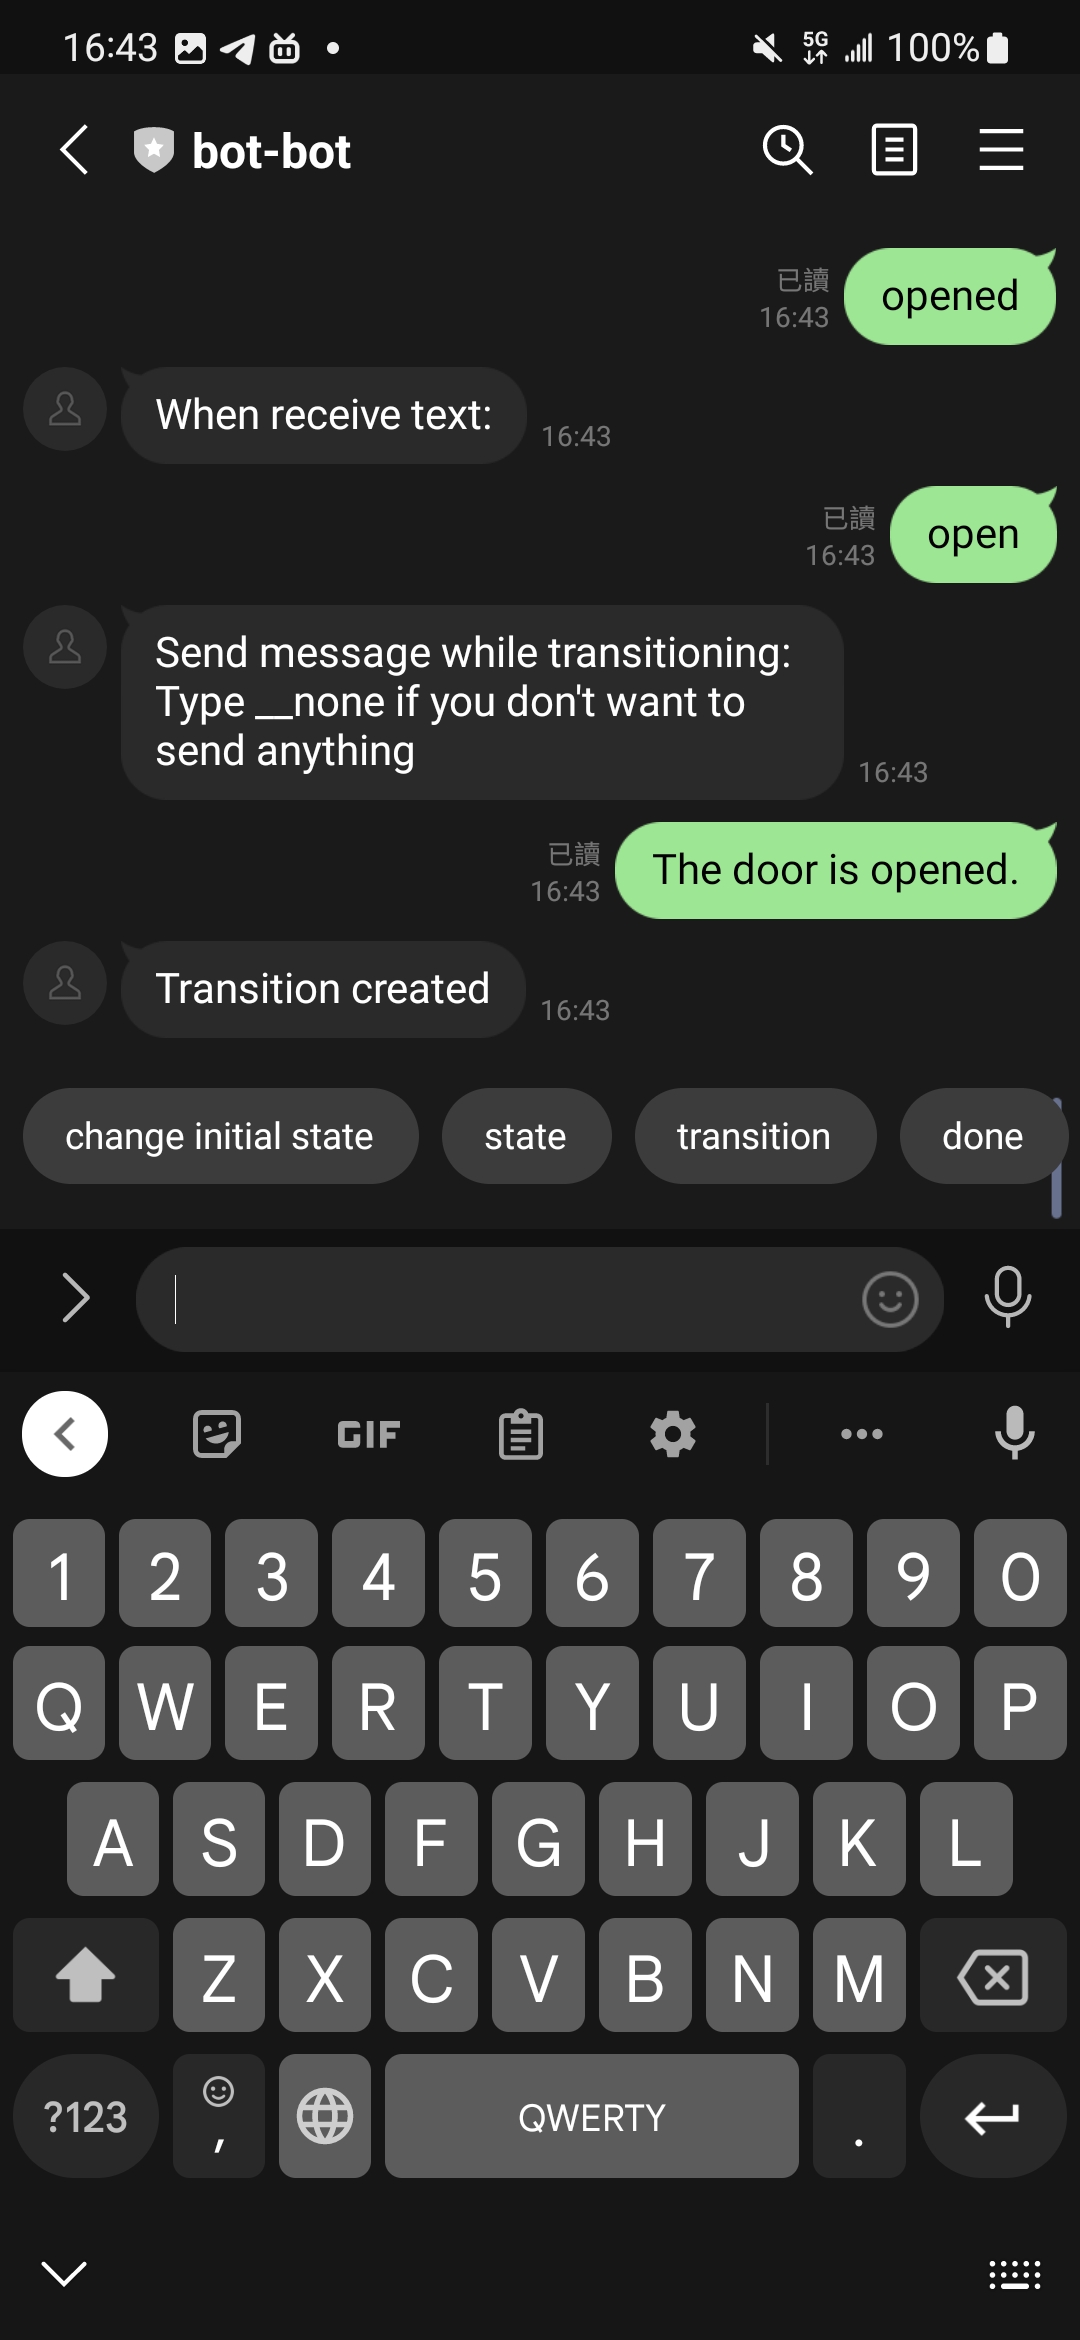 16:43
5G
100%
bot-bot
opened
已讀
16:43
When receive text:
16:43
open
已讀
16:43
Send message while transitioning:
Type __none if you don't want to
send anything
16:43
The door is opened.
已讀
16:43
Transition created
16:43
change initial state
state
transition
done
GIF
1 2 3 4 5 6 7 8 9 0
Q W E R T Y U I O P
A S D F G H J K L
Z X C V B N M
?123 , QWERTY .